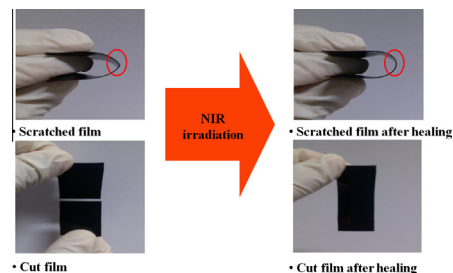 • Scratched film
NIR
irradiation
• Scratched film after healing
• Cut film
• Cut film after healing